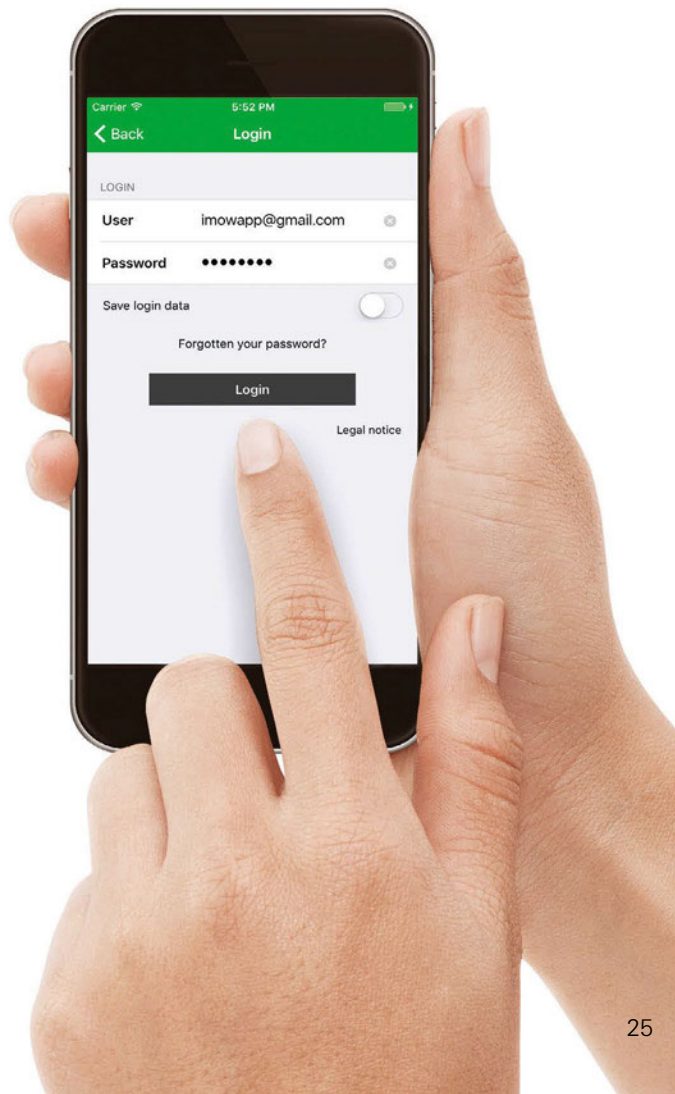 Carrier 5:52 PM
Back Login
LOGIN
User imowapp@gmail.com
Password ••••••••
Save login data
Forgotten your password?
Login
Legal notice
25